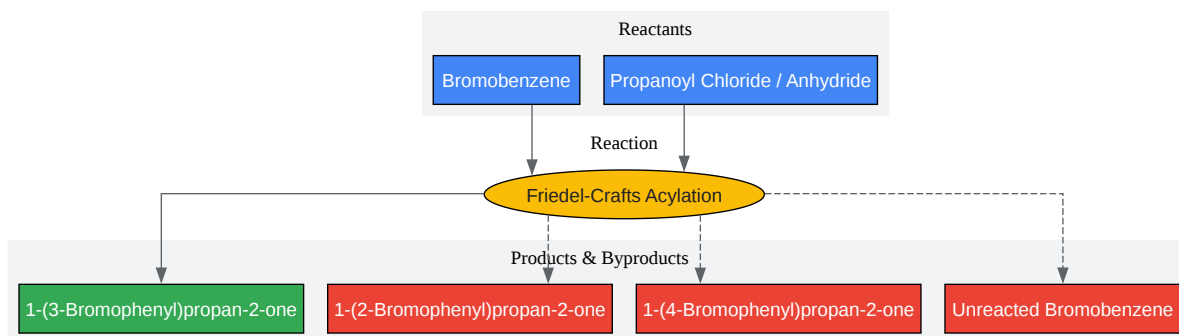 Reactants
Bromobenzene
Propanoyl Chloride / Anhydride
Reaction
Friedel-Crafts Acylation
Products & Byproducts
1-(3-Bromophenyl)propan-2-one
1-(2-Bromophenyl)propan-2-one
1-(4-Bromophenyl)propan-2-one
Unreacted Bromobenzene